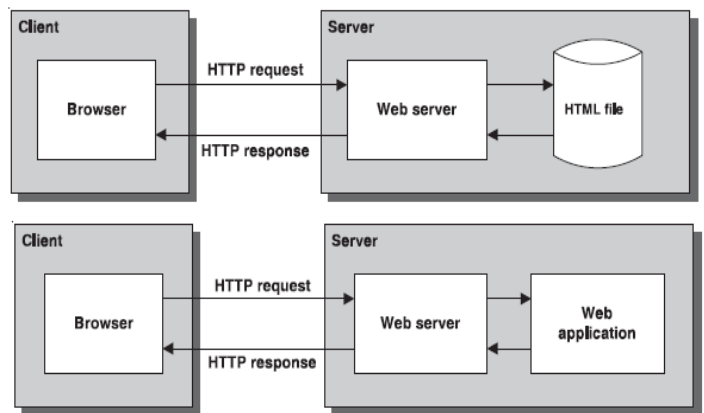 Client
Server
HTTP request
Browser
Web server
HTML file
HTTP response
Client
Server
HTTP request
Browser
Web server
Web
application
HTTP response